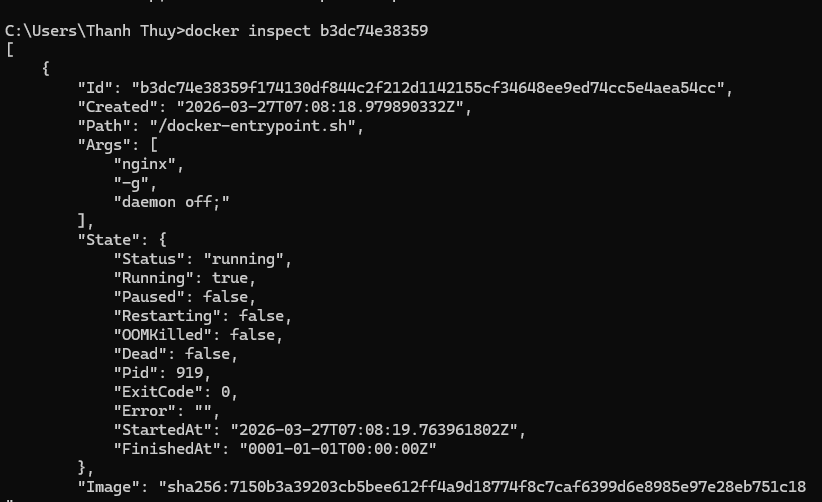 C:\Users\Thanh Thuy>docker inspect b3dc74e38359
[
    {
        "Id": "b3dc74e38359f174130df844c2f212d1142155cf34648ee9ed74cc5e4aea54cc",
        "Created": "2026-03-27T07:08:18.979890332Z",
        "Path": "/docker-entrypoint.sh",
        "Args": [
            "nginx",
            "-g",
            "daemon off;"
        ],
        "State": {
            "Status": "running",
            "Running": true,
            "Paused": false,
            "Restarting": false,
            "OOMKilled": false,
            "Dead": false,
            "Pid": 919,
            "ExitCode": 0,
            "Error": "",
            "StartedAt": "2026-03-27T07:08:19.763961802Z",
            "FinishedAt": "0001-01-01T00:00:00Z"
        },
        "Image": "sha256:7150b3a39203cb5bee612ff4a9d18774f8c7caf6399d6e8985e97e28eb751c18